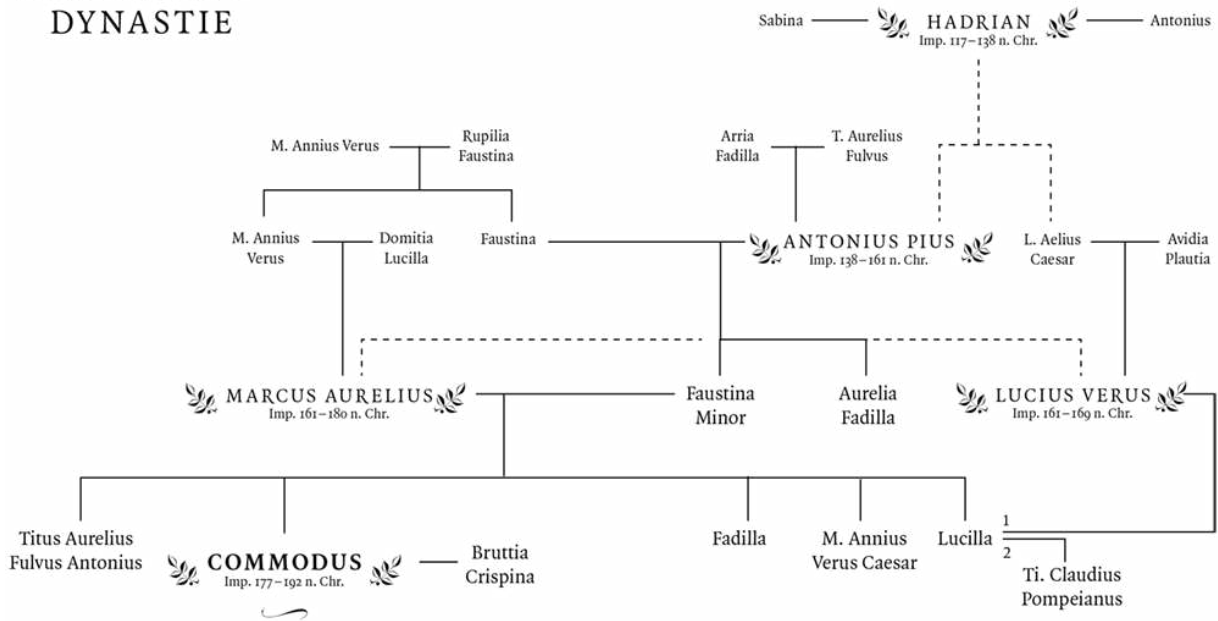 DYNASTIE
Sabina
HADRIAN
Imp. 117–138 n. Chr.
Antonius
M. Annius Verus
Rupilia
Faustina
Arria
Fadilla
T. Aurelius
Fulvus
M. Annius
Verus
Domitia
Lucilla
Faustina
ANTONIUS PIUS
Imp. 138–161 n. Chr.
L. Aelius
Caesar
Avidia
Plautia
MARCUS AURELIUS
Imp. 161–180 n. Chr.
Faustina
Minor
Aurelia
Fadilla
LUCIUS VERUS
Imp. 161–169 n. Chr.
Titus Aurelius
Fulvus Antonius
COMMODUS
Imp. 177–192 n. Chr.
Bruttia
Crispina
Fadilla
M. Annius
Verus Caesar
Lucilla
1
2
Ti. Claudius
Pompeianus